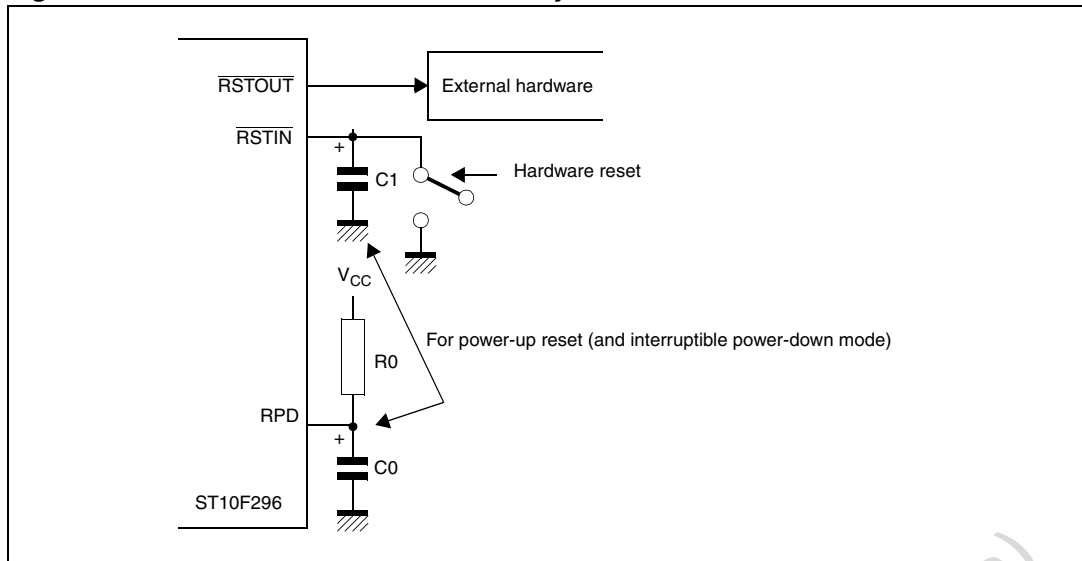 RSTOUT
External hardware
RSTIN
+
C1
Hardware reset
VCC
For power-up reset (and interruptible power-down mode)
R0
RPD
+
C0
ST10F296